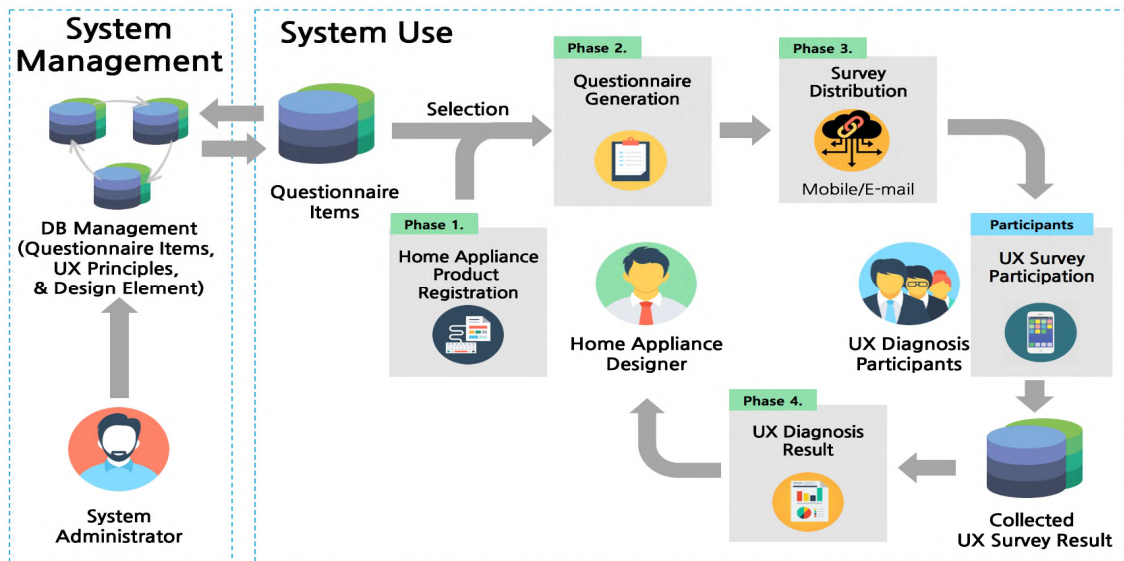 System
Management
DB Management
(Questionnaire Items,
UX Principles,
& Design Element)
System
Administrator
System Use
Questionnaire
Items
Selection
Phase 1.
Home Appliance
Product
Registration
Phase 2.
Questionnaire
Generation
Phase 3.
Survey
Distribution
Mobile/E-mail
Participants
UX Survey
Participation
Home Appliance
Designer
UX Diagnosis
Participants
Phase 4.
UX Diagnosis
Result
Collected
UX Survey Result